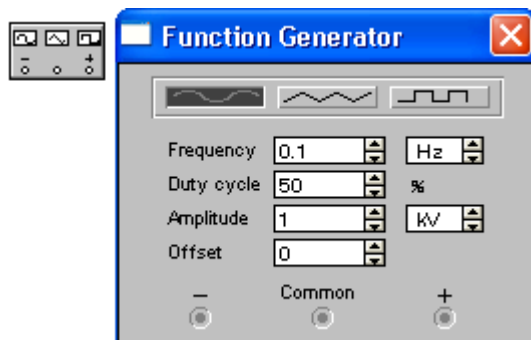 Function Generator
Frequency 0.1 Hz
Duty cycle 50 %
Amplitude 1 kV
Offset 0
− Common +
− +